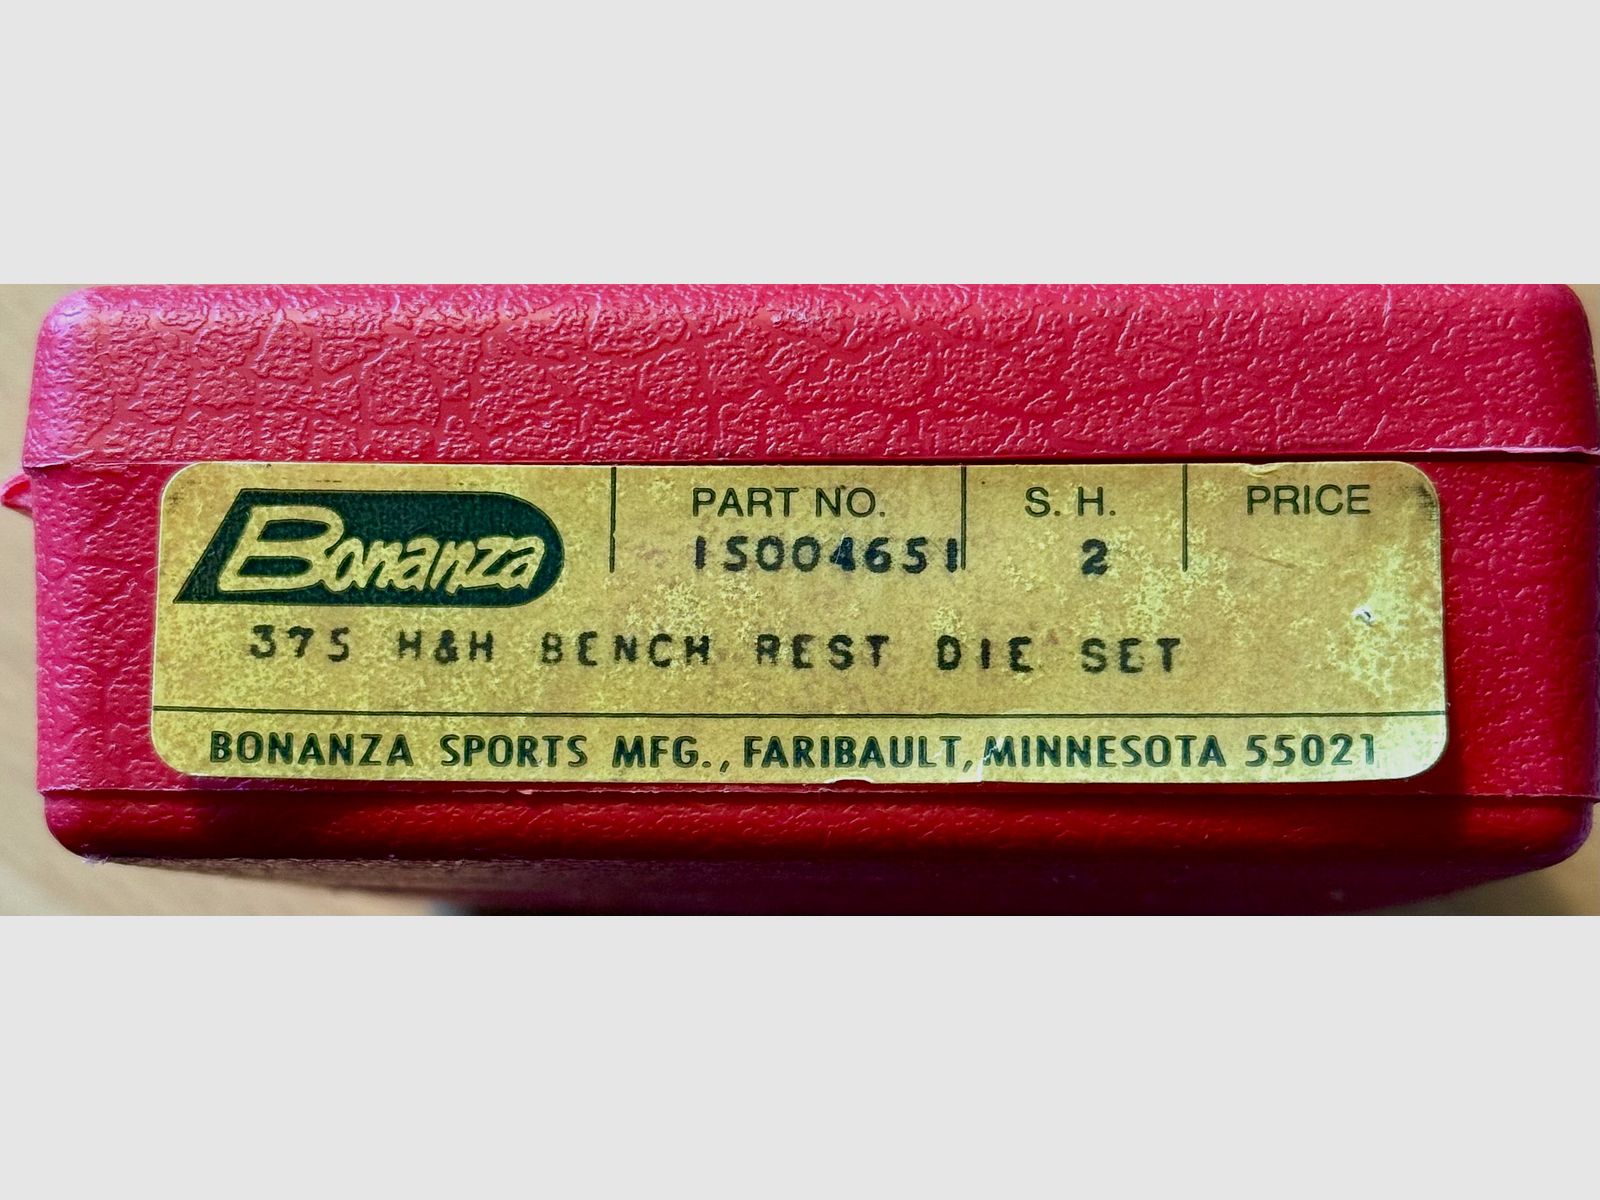 Bonanza PART NO. S. H. PRICE
15004651 2
375 H&H BENCH REST DIE SET
BONANZA SPORTS MFG., FARIBAULT, MINNESOTA 55021